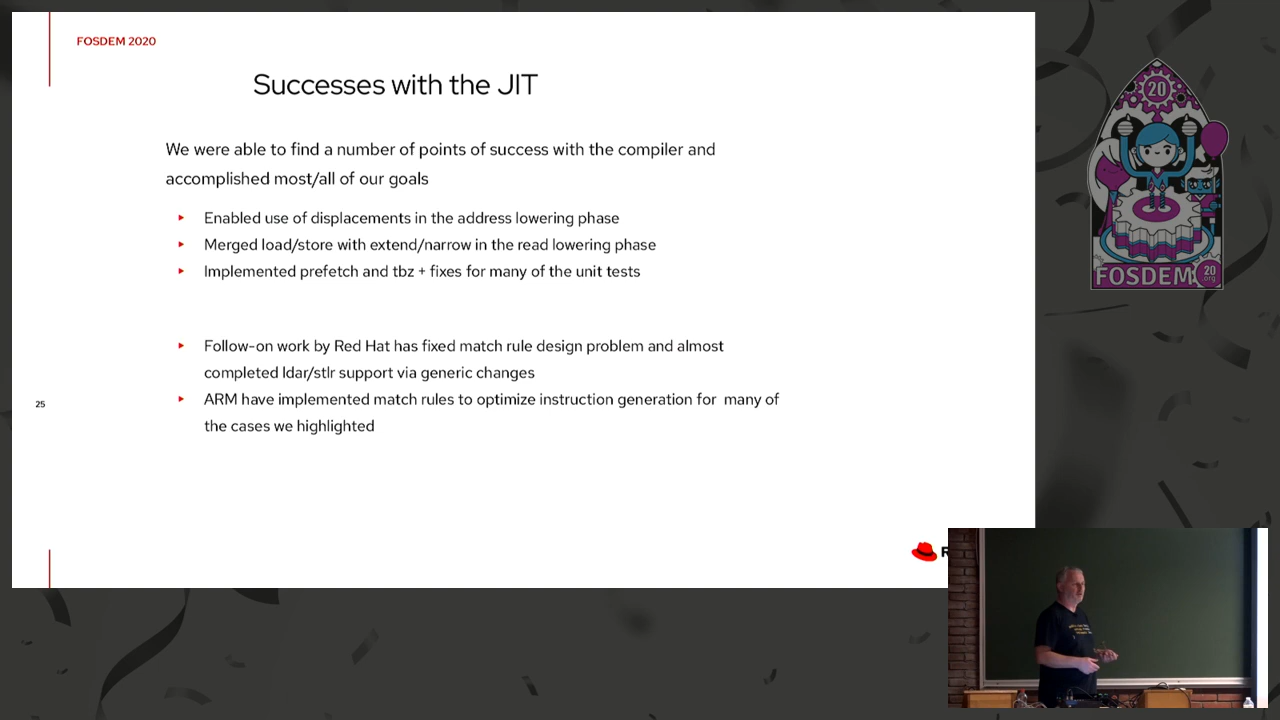 FOSDEM 2020
Successes with the JIT
We were able to find a number of points of success with the compiler and
accomplished most/all of our goals
Enabled use of displacements in the address lowering phase
Merged load/store with extend/narrow in the read lowering phase
Implemented prefetch and tbz + fixes for many of the unit tests
Follow-on work by Red Hat has fixed match rule design problem and almost
completed ldar/stlr support via generic changes
ARM have implemented match rules to optimize instruction generation for many of
the cases we highlighted
25
20
FOSDEM
20
.org